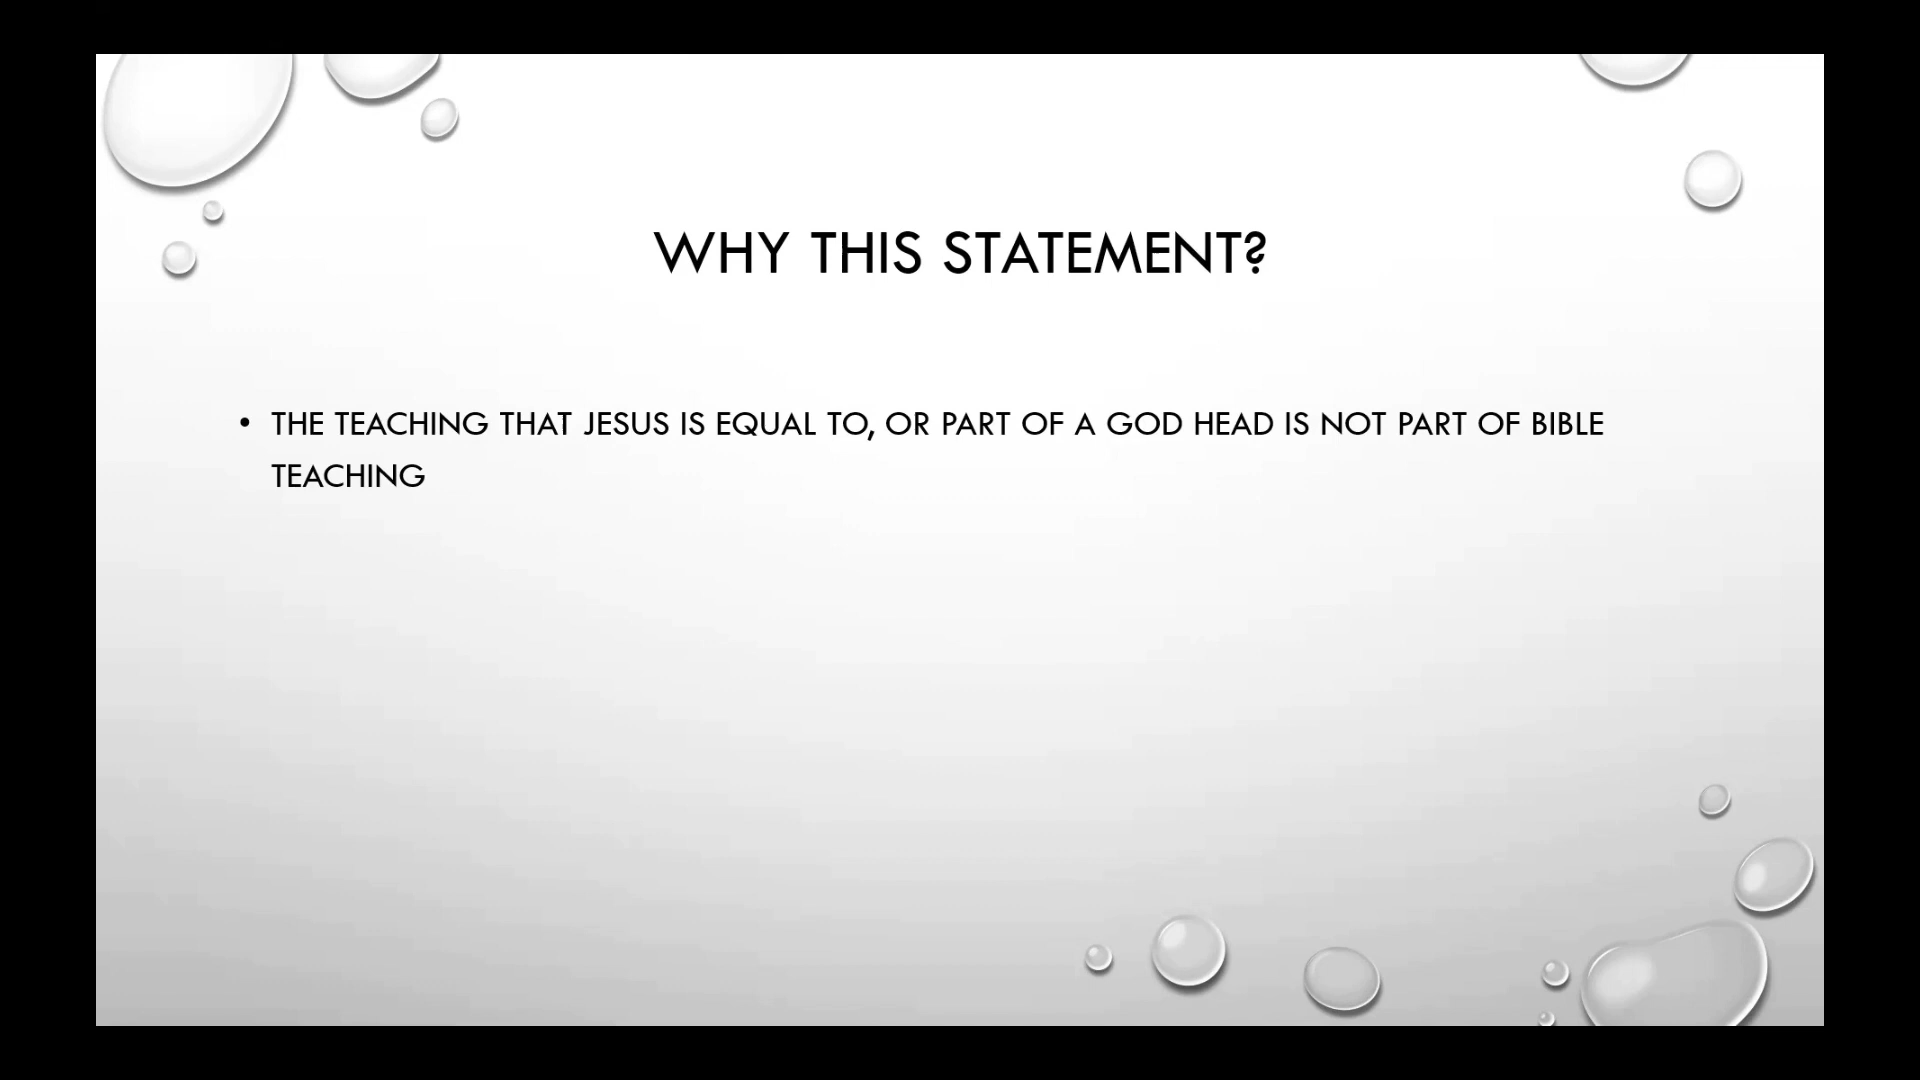 WHY THIS STATEMENT?
• THE TEACHING THAT JESUS IS EQUAL TO, OR PART OF A GOD HEAD IS NOT PART OF BIBLE
TEACHING